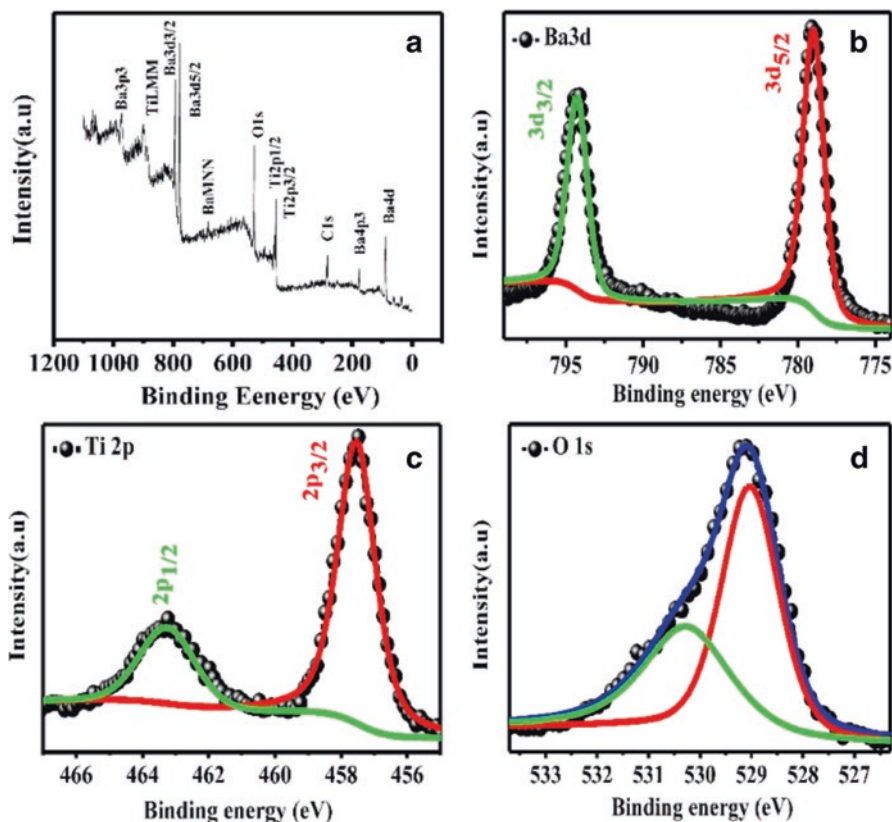 a
Intensity(a.u)
Ba3p3
TiLMM
Ba3d3/2
Ba3d5/2
BaMNN
O1s
Ti2p1/2
Ti2p3/2
C1s
Ba4p3
Ba4d
1200 1000 800 600 400 200 0
Binding Eenergy (eV)
b
Ba3d
Intensity(a.u)
3d3/2
3d5/2
795 790 785 780 775
Binding energy (eV)
c
Ti 2p
Intensity(a.u)
2p1/2
2p3/2
466 464 462 460 458 456
Binding energy (eV)
d
O 1s
Intensity(a.u)
533 532 531 530 529 528 527
Binding energy (eV)